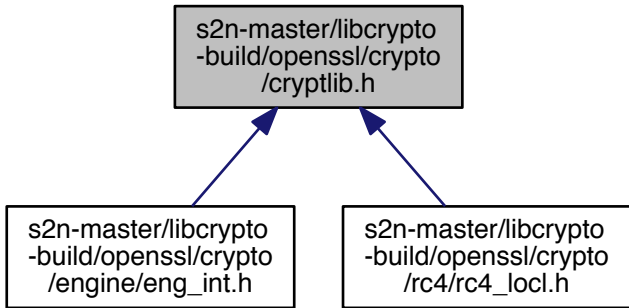 s2n-master/libcrypto
-build/openssl/crypto
/cryptlib.h
s2n-master/libcrypto
-build/openssl/crypto
/engine/eng_int.h
s2n-master/libcrypto
-build/openssl/crypto
/rc4/rc4_locl.h